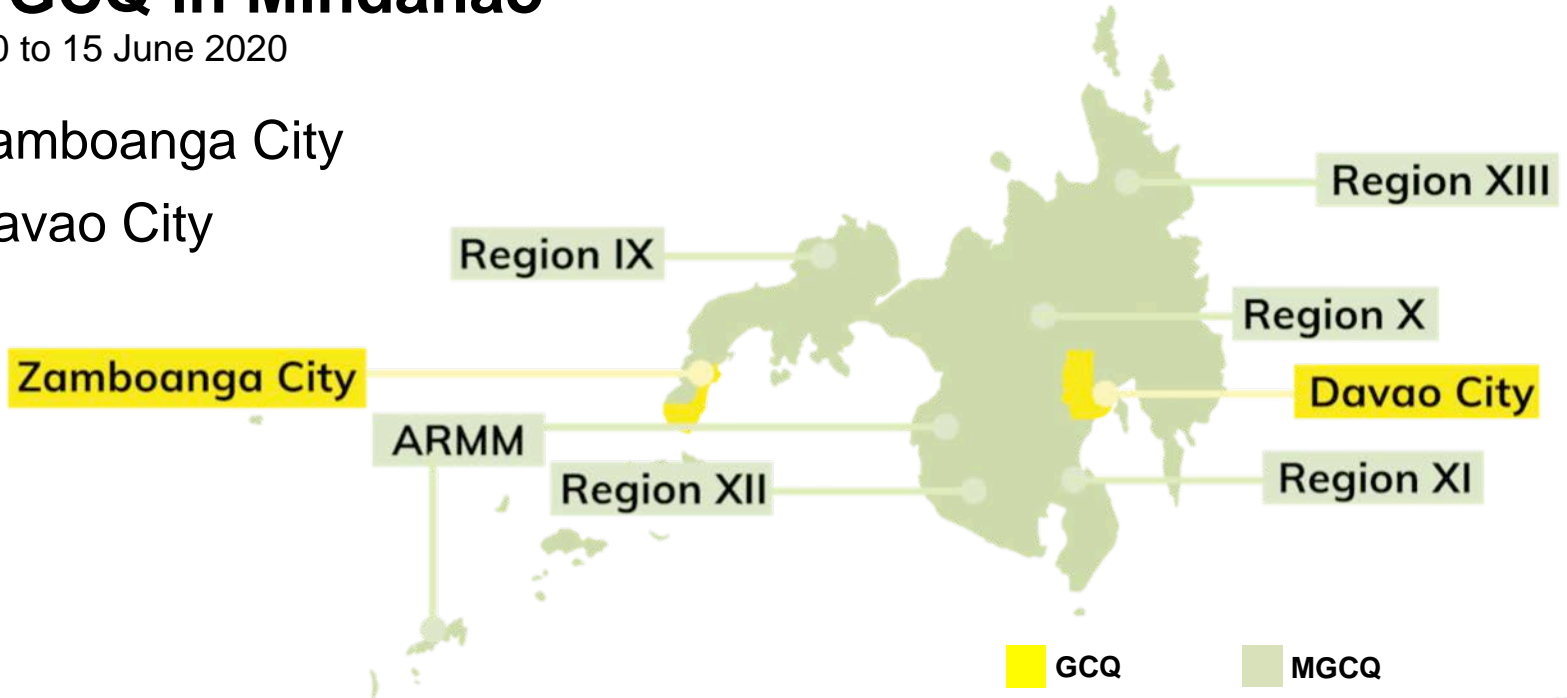 GCQ in Mindanao
0 to 15 June 2020
amboanga City
avao City
Region XIII
Region IX
Region X
Zamboanga City
Davao City
ARMM
Region XII
Region XI
GCQ
MGCQ